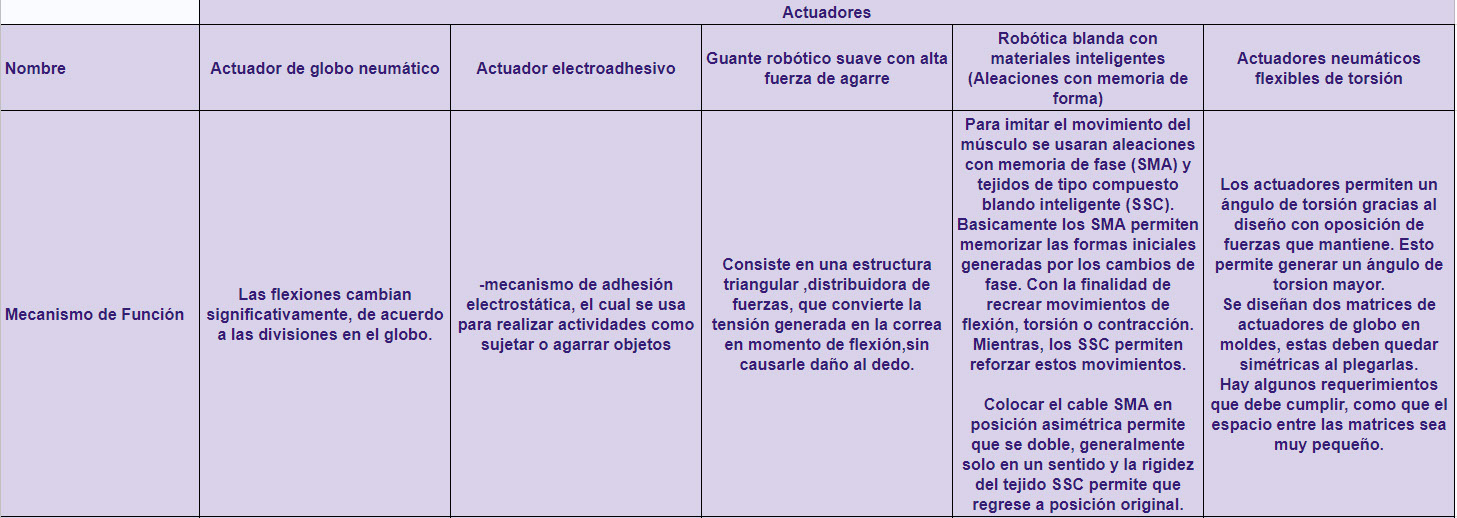 Actuadores
Nombre
Actuador de globo neumático
Actuador electroadhesivo
Guante robótico suave con alta
fuerza de agarre
Robótica blanda con
materiales inteligentes
(Aleaciones con memoria de
forma)
Actuadores neumáticos
flexibles de torsión
Mecanismo de Función
Las flexiones cambian
significativamente, de acuerdo
a las divisiones en el globo.
-mecanismo de adhesión
electrostática, el cual se usa
para realizar actividades como
sujetar o agarrar objetos
Consiste en una estructura
triangular ,distribuidora de
fuerzas, que convierte la
tensión generada en la correa
en momento de flexión,sin
causarle daño al dedo.
Para imitar el movimiento del
músculo se usaran aleaciones
con memoria de fase (SMA) y
tejidos de tipo compuesto
blando inteligente (SSC).
Basicamente los SMA permiten
memorizar las formas iniciales
generadas por los cambios de
fase. Con la finalidad de
recrear movimientos de
flexión, torsión o contracción.
Mientras, los SSC permiten
reforzar estos movimientos.
Colocar el cable SMA en
posición asimétrica permite
que se doble, generalmente
solo en un sentido y la rigidez
del tejido SSC permite que
regrese a posición original.
Los actuadores permiten un
ángulo de torsión gracias al
diseño con oposición de
fuerzas que mantiene. Esto
permite generar un ángulo de
torsion mayor.
Se diseñan dos matrices de
actuadores de globo en
moldes, estas deben quedar
simétricas al plegarlas.
Hay algunos requerimientos
que debe cumplir, como que el
espacio entre las matrices sea
muy pequeño.